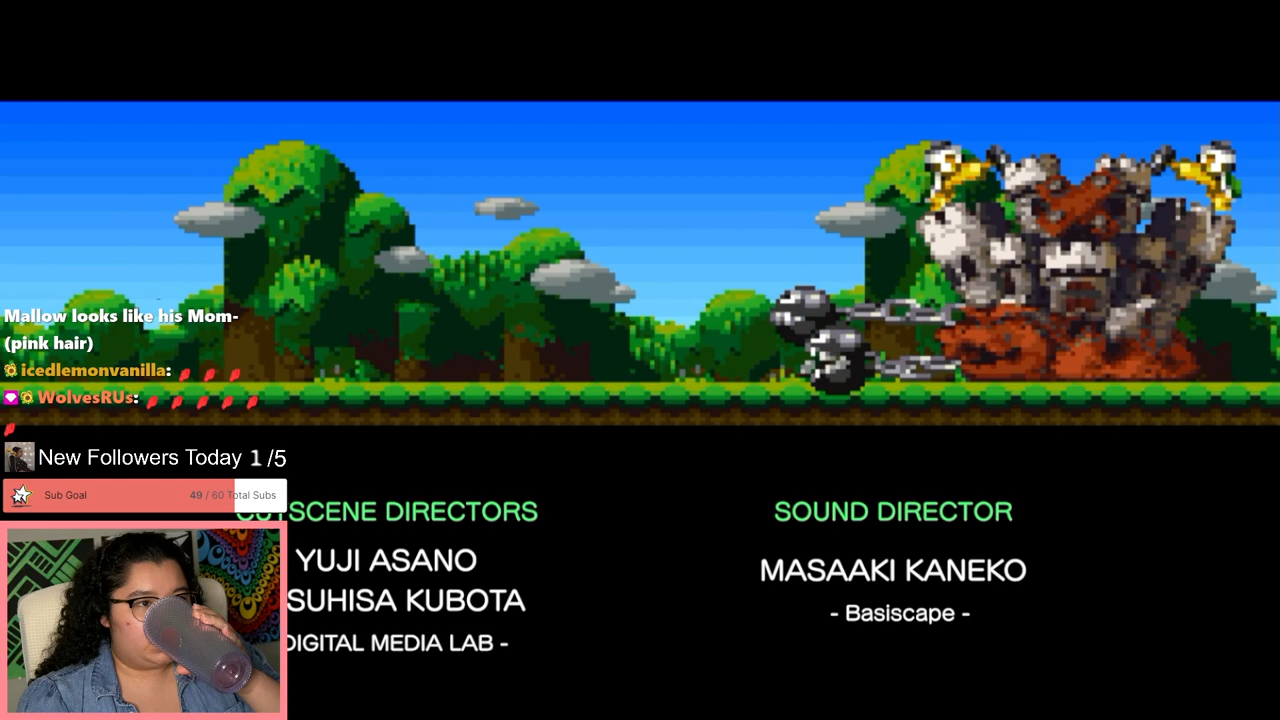 Mallow looks like his Mom-
(pink hair)
icedlemonvanilla:
WolvesRUs:
New Followers Today 1 /5
Sub Goal 49 / 60 Total Subs
SCENE DIRECTORS
YUJI ASANO
SUHISA KUBOTA
DIGITAL MEDIA LAB -
SOUND DIRECTOR
MASAAKI KANEKO
- Basiscape -